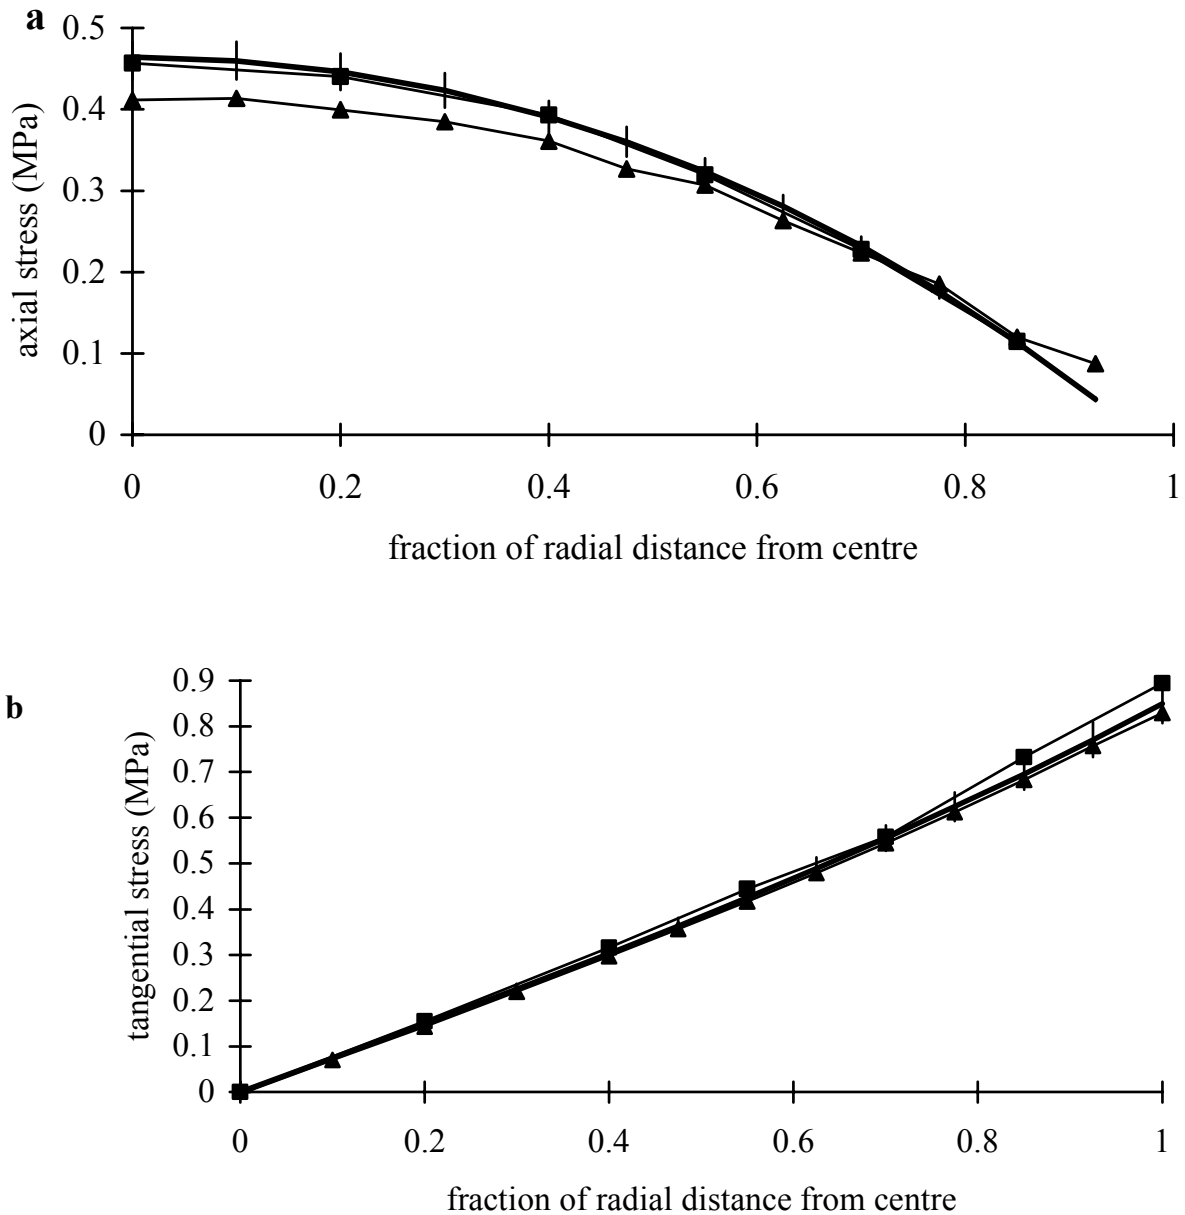 a
0.5
0.4
0.3
0.2
0.1
0
axial stress (MPa)
0 0.2 0.4 0.6 0.8 1
fraction of radial distance from centre
b
0.9
0.8
0.7
0.6
0.5
0.4
0.3
0.2
0.1
0
tangential stress (MPa)
0 0.2 0.4 0.6 0.8 1
fraction of radial distance from centre